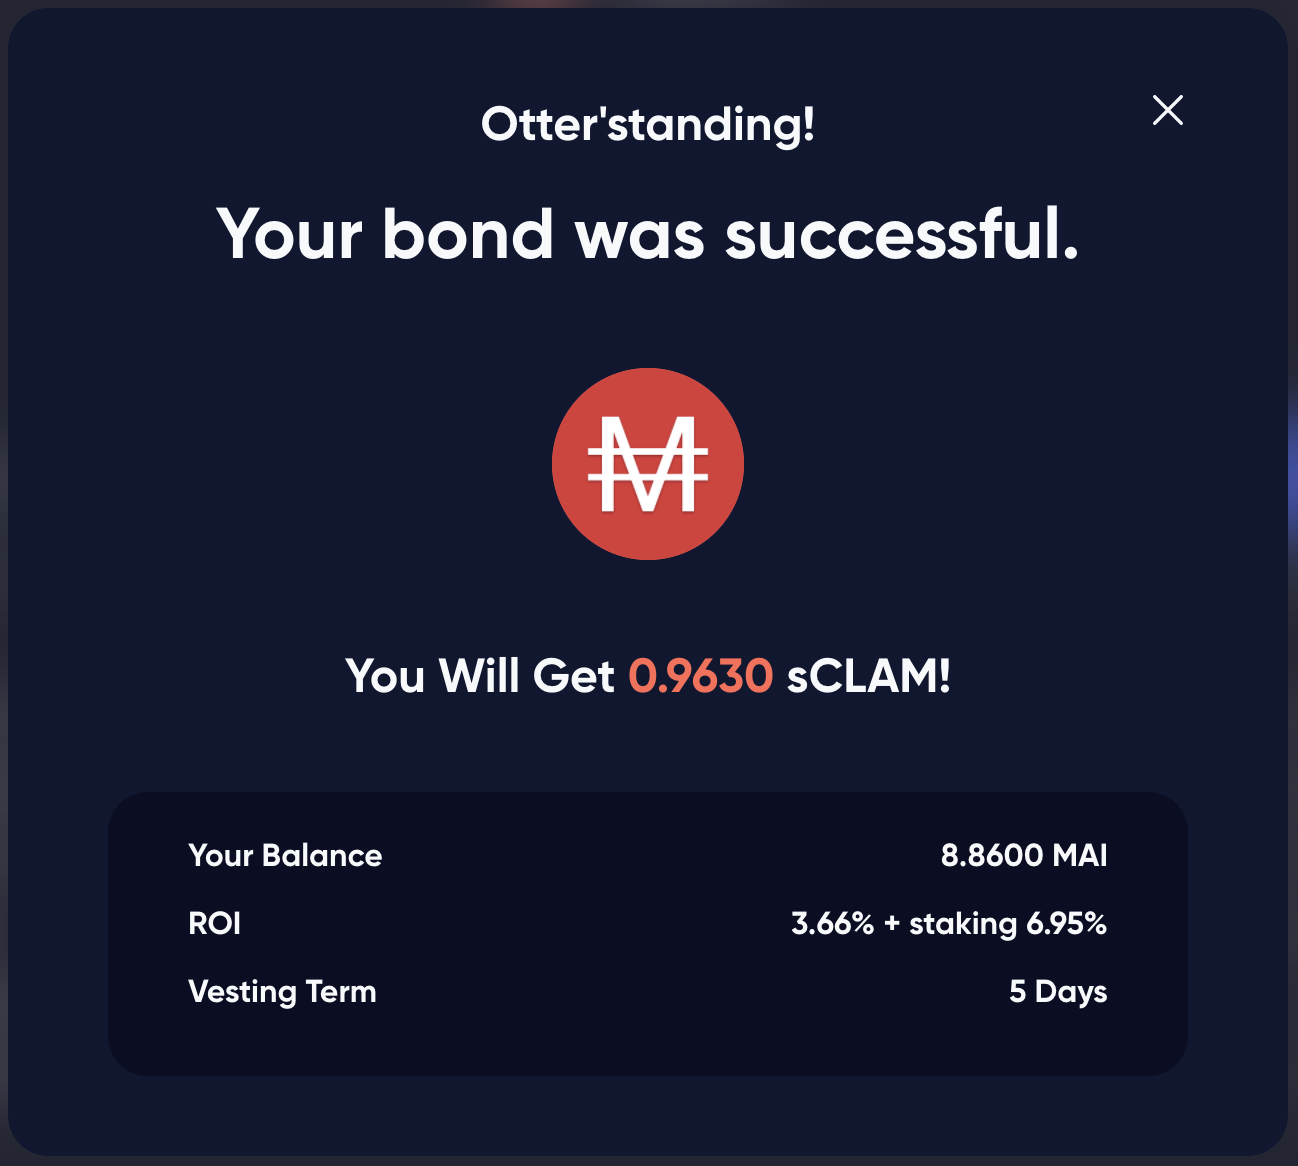 Otter'standing!
Your bond was successful.
You Will Get 0.9630 sCLAM!
Your Balance 8.8600 MAI
ROI 3.66% + staking 6.95%
Vesting Term 5 Days